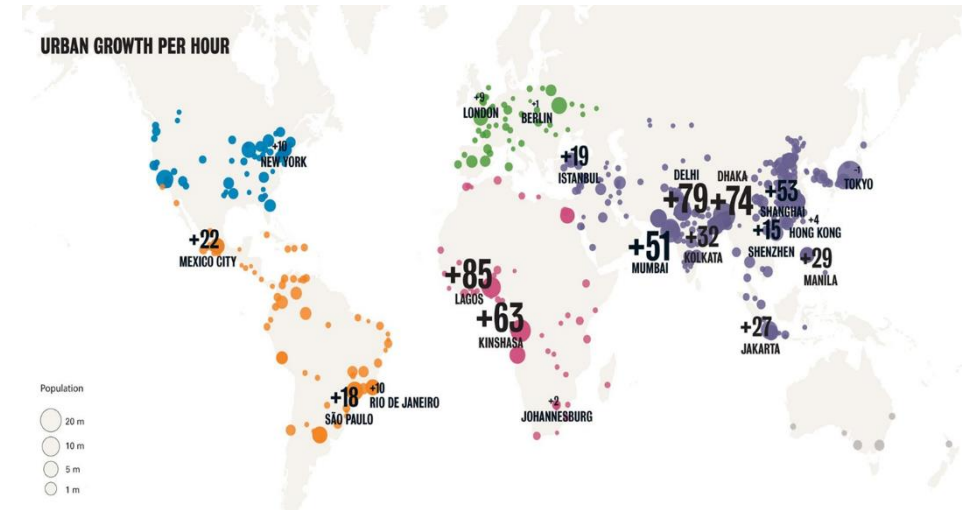 URBAN GROWTH PER HOUR
+9
LONDON
+1
BERLIN
+10
NEW YORK
+19
ISTANBUL
DELHI
+79
DHAKA
+74
+53
SHANGHAI
-1
TOKYO
+4
HONG KONG
+15
SHENZHEN
+22
MEXICO CITY
+51
MUMBAI
+32
KOLKATA
+29
MANILA
+85
LAGOS
+63
KINSHASA
+27
JAKARTA
+18
SÃO PAULO
+10
RIO DE JANEIRO
+2
JOHANNESBURG
Population
20 m
10 m
5 m
1 m